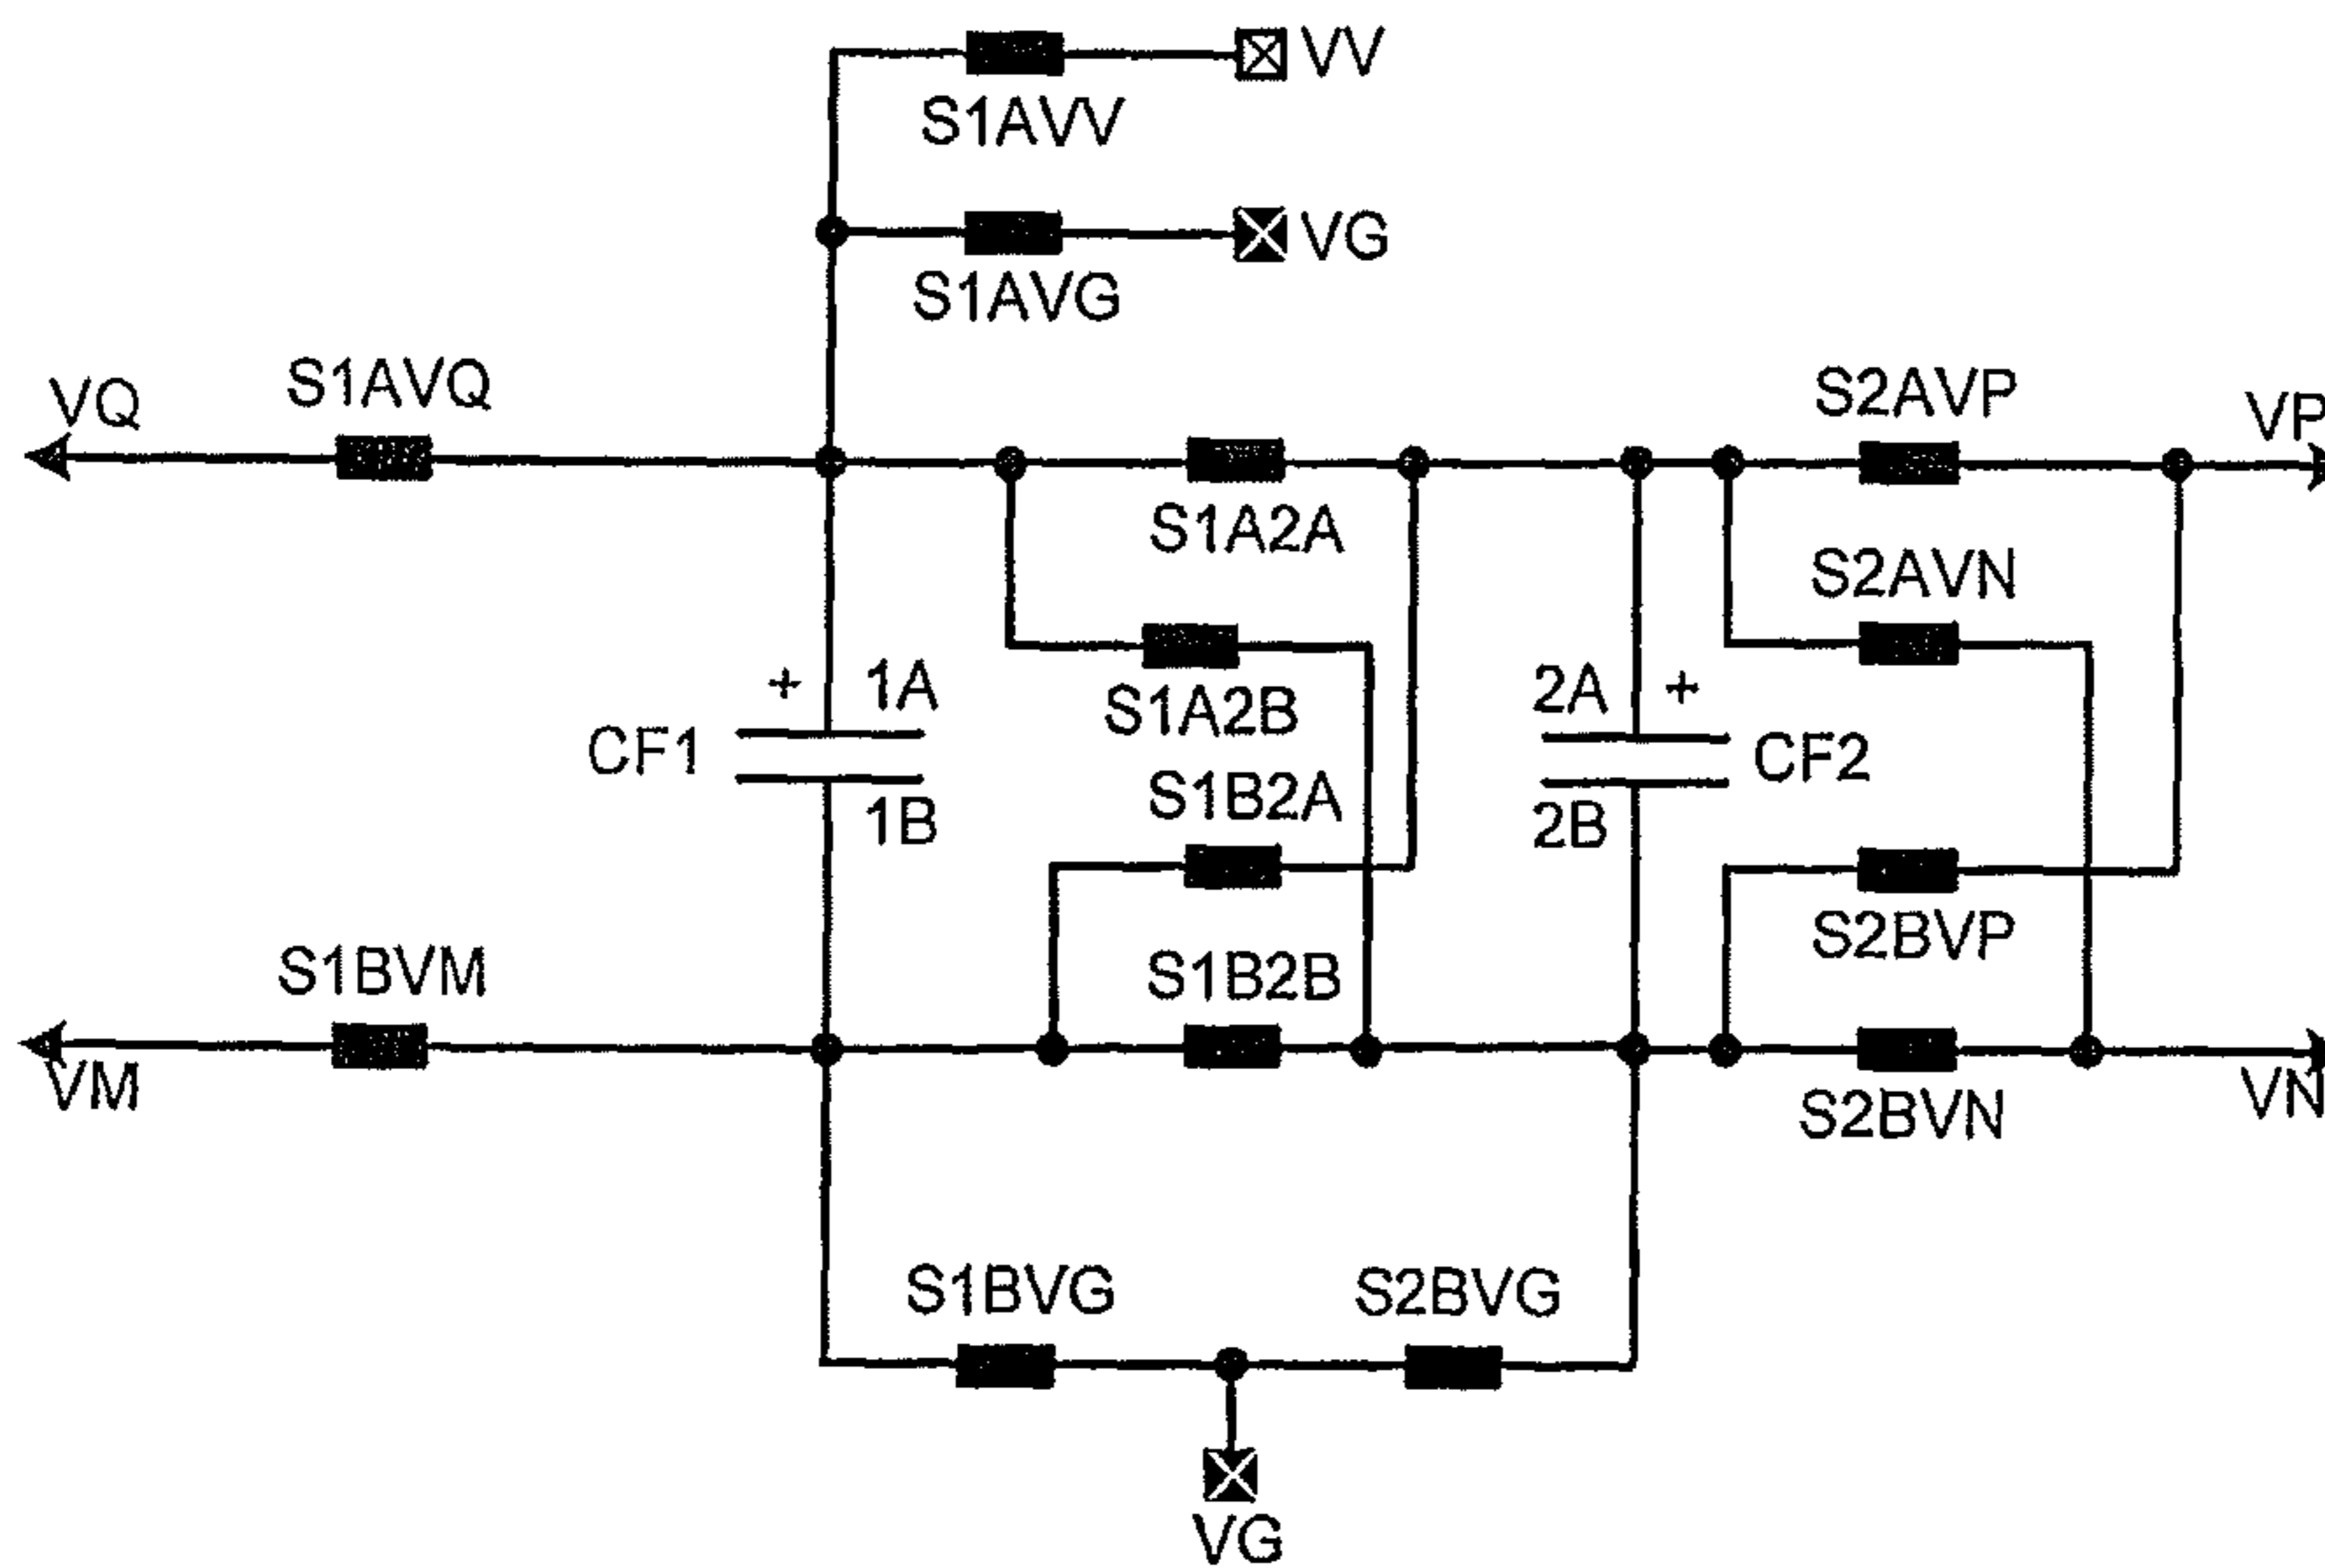 VV
S1AVV
VG
S1AVG
VQ
S1AVQ
S2AVP
VP
S1A2A
S2AVN
+ 1A
2A +
S1A2B
CF1
CF2
S1B2A
1B
2B
S2BVP
S1BVM
S1B2B
VM
VN
S2BVN
S1BVG
S2BVG
VG